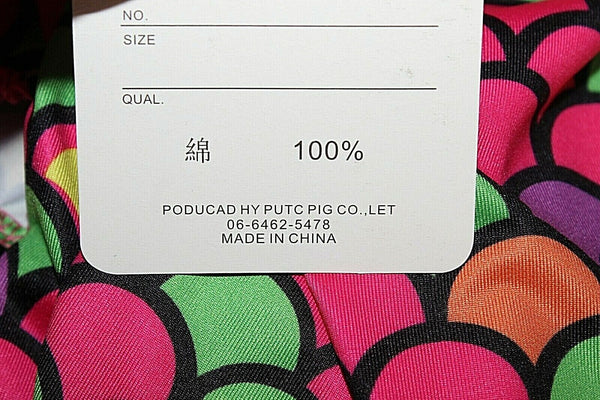 NO.
SIZE
QUAL.
綿 100%
PODUCAD HY PUTC PIG CO.,LET
06-6462-5478
MADE IN CHINA